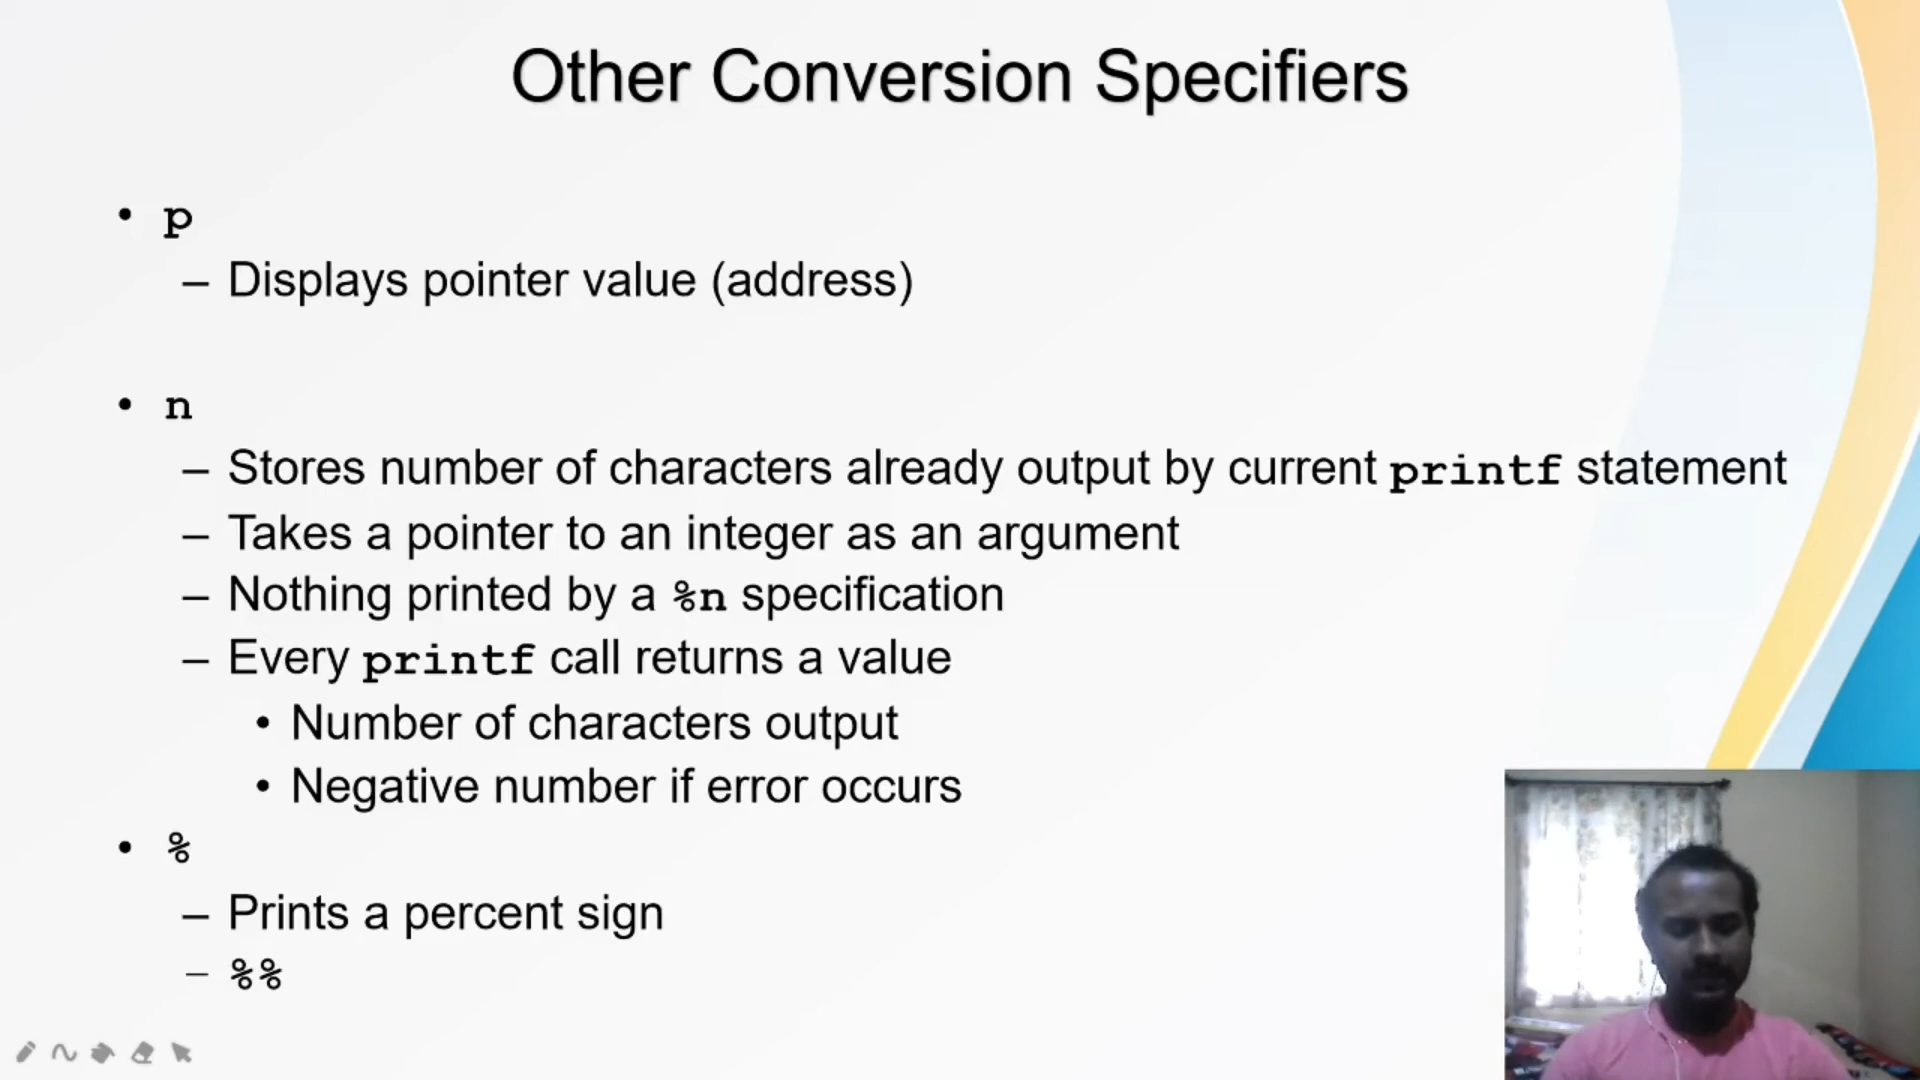 Other Conversion Specifiers
• p
– Displays pointer value (address)
• n
– Stores number of characters already output by current printf statement
– Takes a pointer to an integer as an argument
– Nothing printed by a %n specification
– Every printf call returns a value
• Number of characters output
• Negative number if error occurs
• %
– Prints a percent sign
– %%